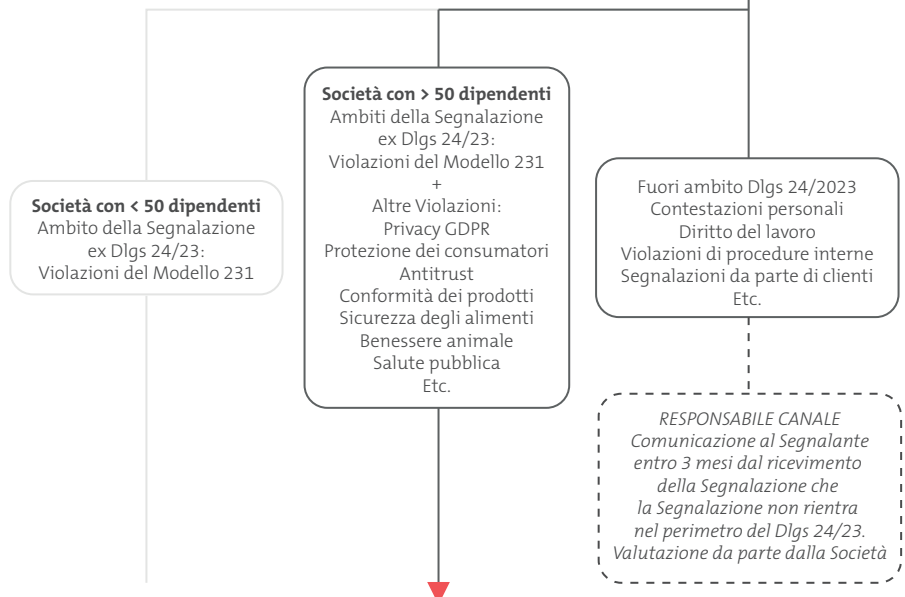 Società con < 50 dipendenti
Ambito della Segnalazione
ex Dlgs 24/23:
Violazioni del Modello 231
Società con > 50 dipendenti
Ambiti della Segnalazione
ex Dlgs 24/23:
Violazioni del Modello 231
+
Altre Violazioni:
Privacy GDPR
Protezione dei consumatori
Antitrust
Conformità dei prodotti
Sicurezza degli alimenti
Benessere animale
Salute pubblica
Etc.
Fuori ambito Dlgs 24/2023
Contestazioni personali
Diritto del lavoro
Violazioni di procedure interne
Segnalazioni da parte di clienti
Etc.
RESPONSABILE CANALE
Comunicazione al Segnalante
entro 3 mesi dal ricevimento
della Segnalazione che
la Segnalazione non rientra
nel perimetro del Dlgs 24/23.
Valutazione da parte dalla Società